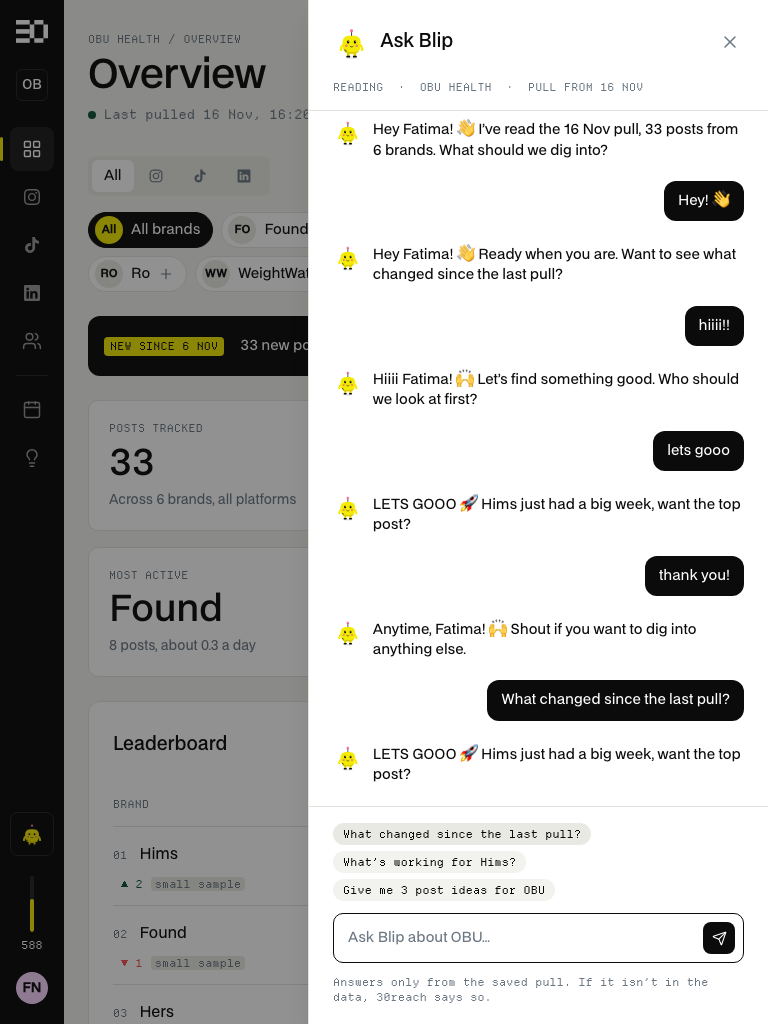 30
OB
588
FN
OBU HEALTH / OVERVIEW
Overview
Last pulled 16 Nov, 16:20
All
All All brands FO Found
RO Ro WW WeightWat
NEW SINCE 6 NOV 33 new po
POSTS TRACKED
33
Across 6 brands, all platforms
MOST ACTIVE
Found
8 posts, about 0.3 a day
Leaderboard
BRAND
01 Hims
▲ 2 small sample
02 Found
▼ 1 small sample
03 Hers
Ask Blip
READING · OBU HEALTH · PULL FROM 16 NOV
Hey Fatima! 👋 I've read the 16 Nov pull, 33 posts from
6 brands. What should we dig into?
Hey! 👋
Hey Fatima! 👋 Ready when you are. Want to see what
changed since the last pull?
hiiii!!
Hiiii Fatima! 🙌 Let's find something good. Who should
we look at first?
lets gooo
LETS GOOO 🚀 Hims just had a big week, want the top
post?
thank you!
Anytime, Fatima! 🙌 Shout if you want to dig into
anything else.
What changed since the last pull?
LETS GOOO 🚀 Hims just had a big week, want the top
post?
What changed since the last pull?
What's working for Hims?
Give me 3 post ideas for OBU
Ask Blip about OBU…
Answers only from the saved pull. If it isn't in the
data, 30reach says so.